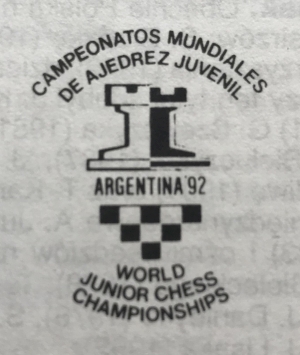 CAMPEONATOS MUNDIALES
DE AJEDREZ JUVENIL
ARGENTINA '92
WORLD
JUNIOR CHESS
CHAMPIONSHIPS